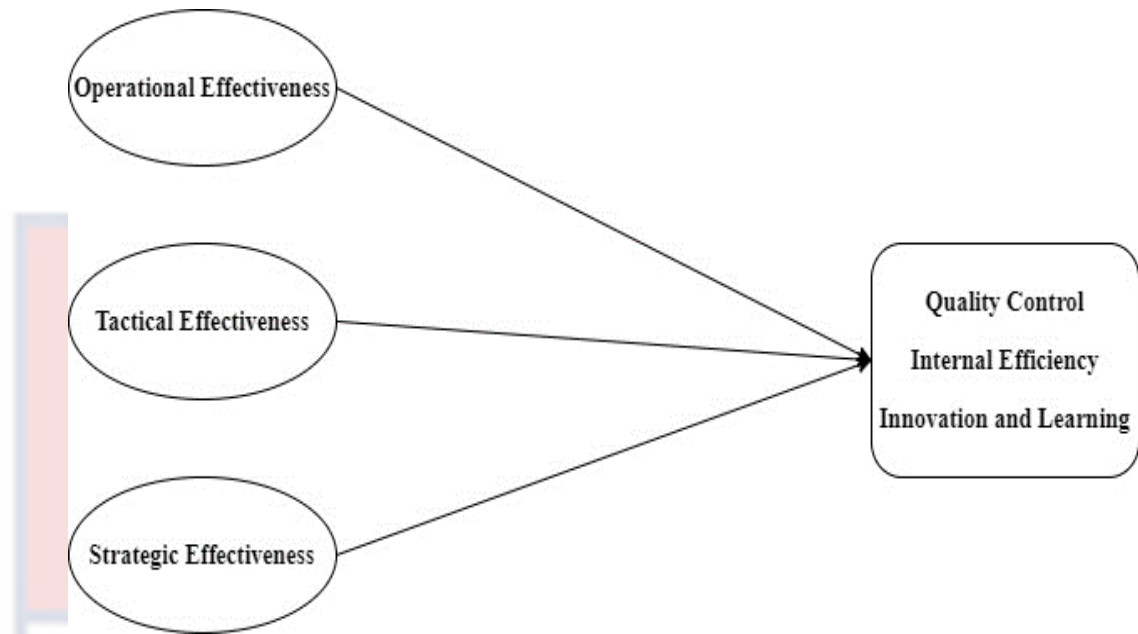 Operational Effectiveness
Tactical Effectiveness
Strategic Effectiveness
Quality Control
Internal Efficiency
Innovation and Learning